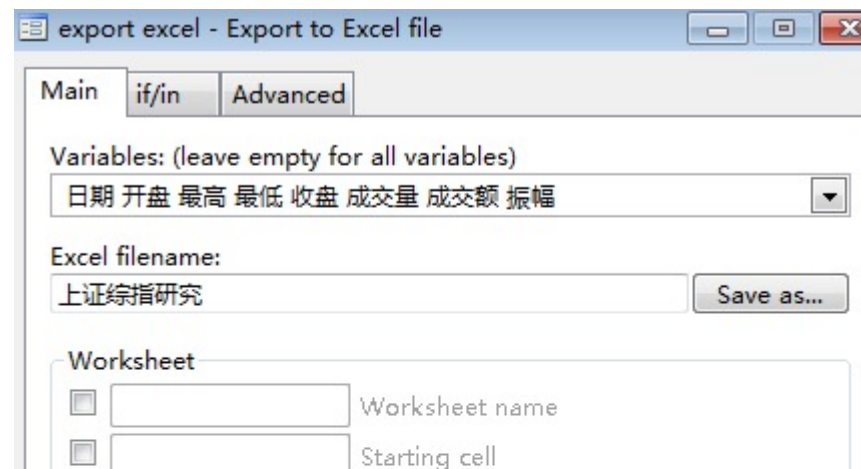 export excel - Export to Excel file
Main if/in Advanced
Variables: (leave empty for all variables)
日期 开盘 最高 最低 收盘 成交量 成交额 振幅
Excel filename:
上证综指研究 Save as...
Worksheet
Worksheet name
Starting cell